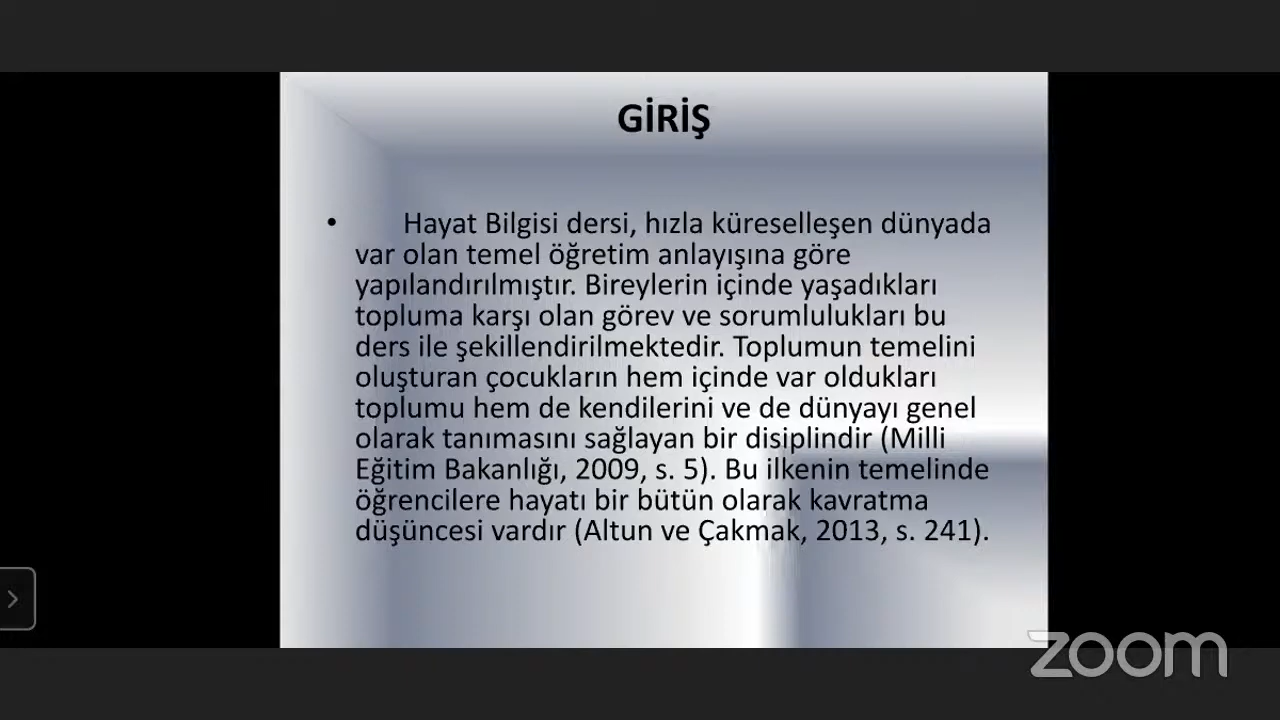 GİRİŞ
• Hayat Bilgisi dersi, hızla küreselleşen dünyada
var olan temel öğretim anlayışına göre
yapılandırılmıştır. Bireylerin içinde yaşadıkları
topluma karşı olan görev ve sorumlulukları bu
ders ile şekillendirilmektedir. Toplumun temelini
oluşturan çocukların hem içinde var oldukları
toplumu hem de kendilerini ve de dünyayı genel
olarak tanımasını sağlayan bir disiplindir (Milli
Eğitim Bakanlığı, 2009, s. 5). Bu ilkenin temelinde
öğrencilere hayatı bir bütün olarak kavratma
düşüncesi vardır (Altun ve Çakmak, 2013, s. 241).
zoom